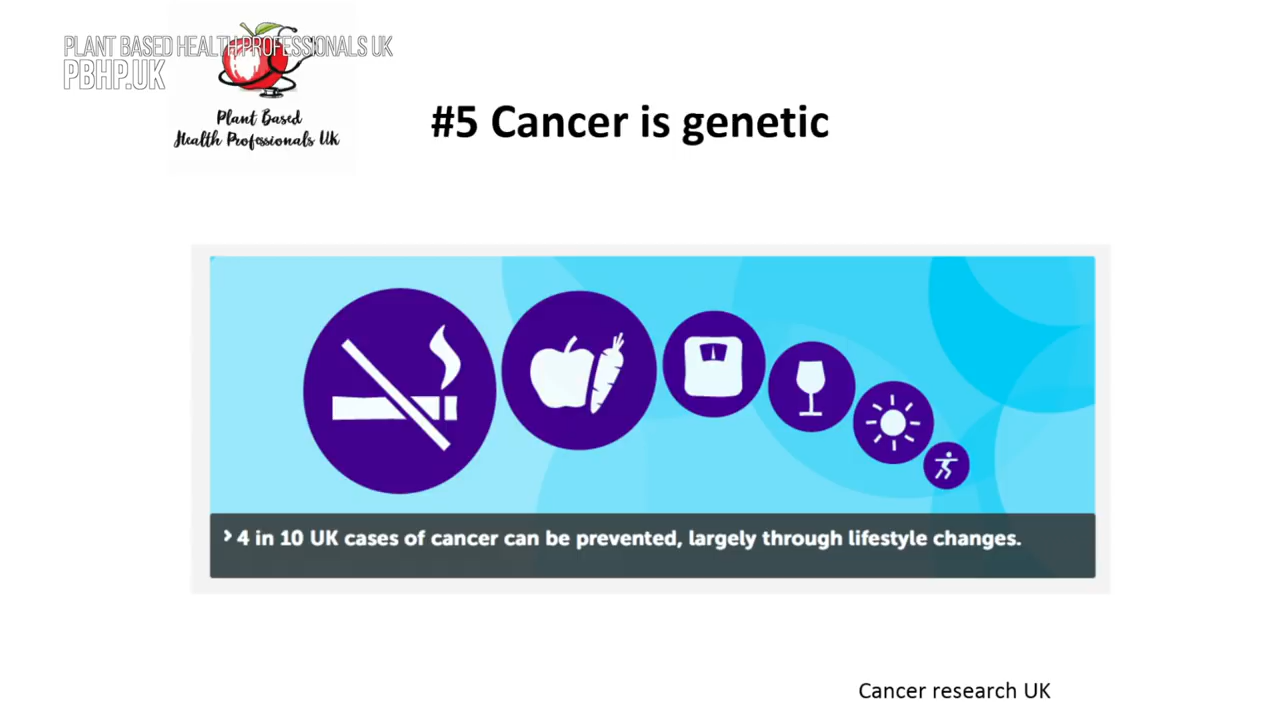 PLANT BASED HEALTH PROFESSIONALS UK
PBHP.UK
Plant Based
Health Professionals UK
#5 Cancer is genetic
› 4 in 10 UK cases of cancer can be prevented, largely through lifestyle changes.
Cancer research UK